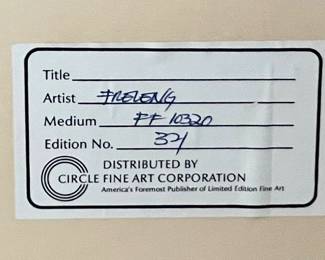 Title
Artist FRELENG
Medium FF 10320
Edition No. 34
DISTRIBUTED BY
CIRCLE FINE ART CORPORATION
America's Foremost Publisher of Limited Edition Fine Art